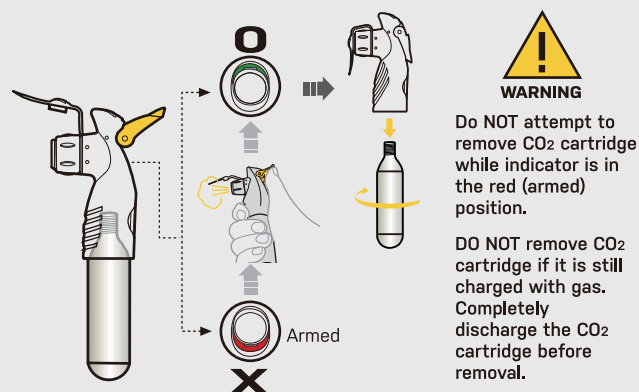 O
WARNING
Do NOT attempt to
remove CO2 cartridge
while indicator is in
the red (armed)
position.
DO NOT remove CO2
cartridge if it is still
charged with gas.
Completely
discharge the CO2
cartridge before
removal.
Armed
X